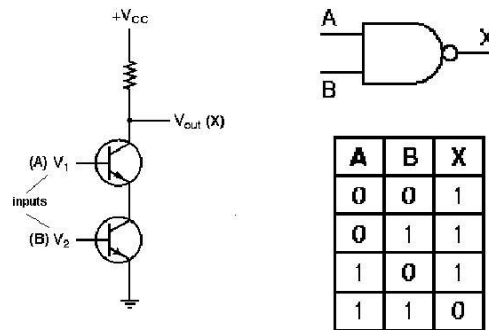 +VCC
Vout (X)
(A) V1
inputs
(B) V2
A
B
X
A B X
0 0 1
0 1 1
1 0 1
1 1 0